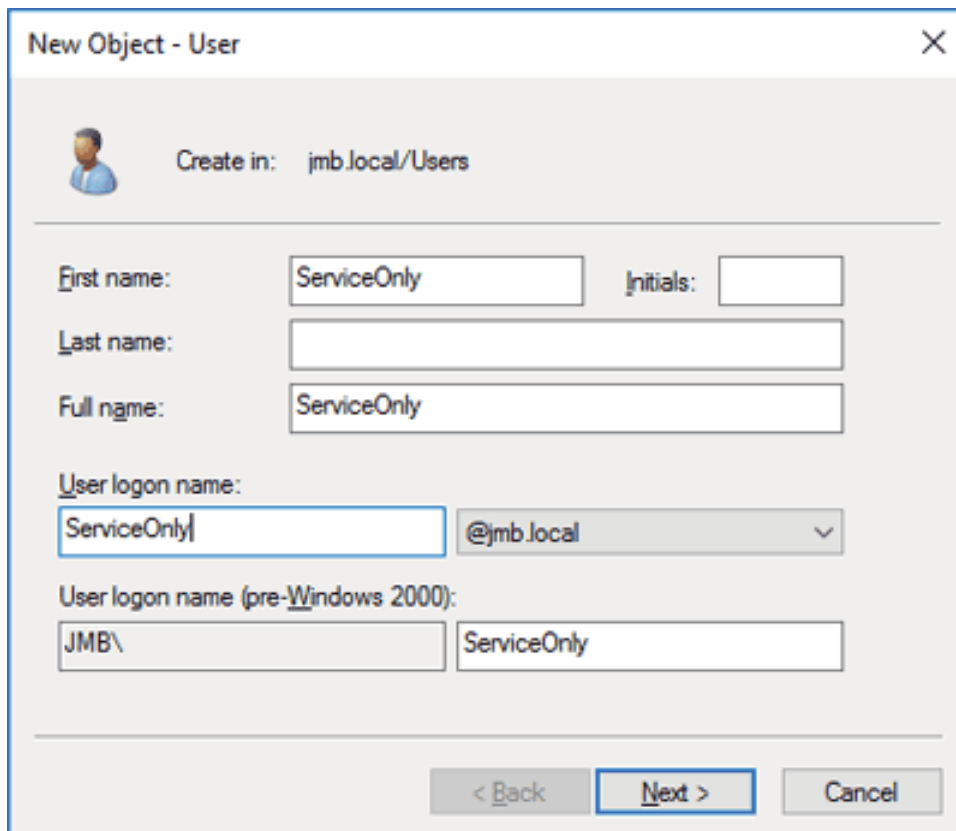 New Object - User
Create in: jmb.local/Users
First name: ServiceOnly Initials:
Last name:
Full name: ServiceOnly
User logon name:
ServiceOnly @jmb.local
User logon name (pre-Windows 2000):
JMB\ ServiceOnly
< Back Next > Cancel